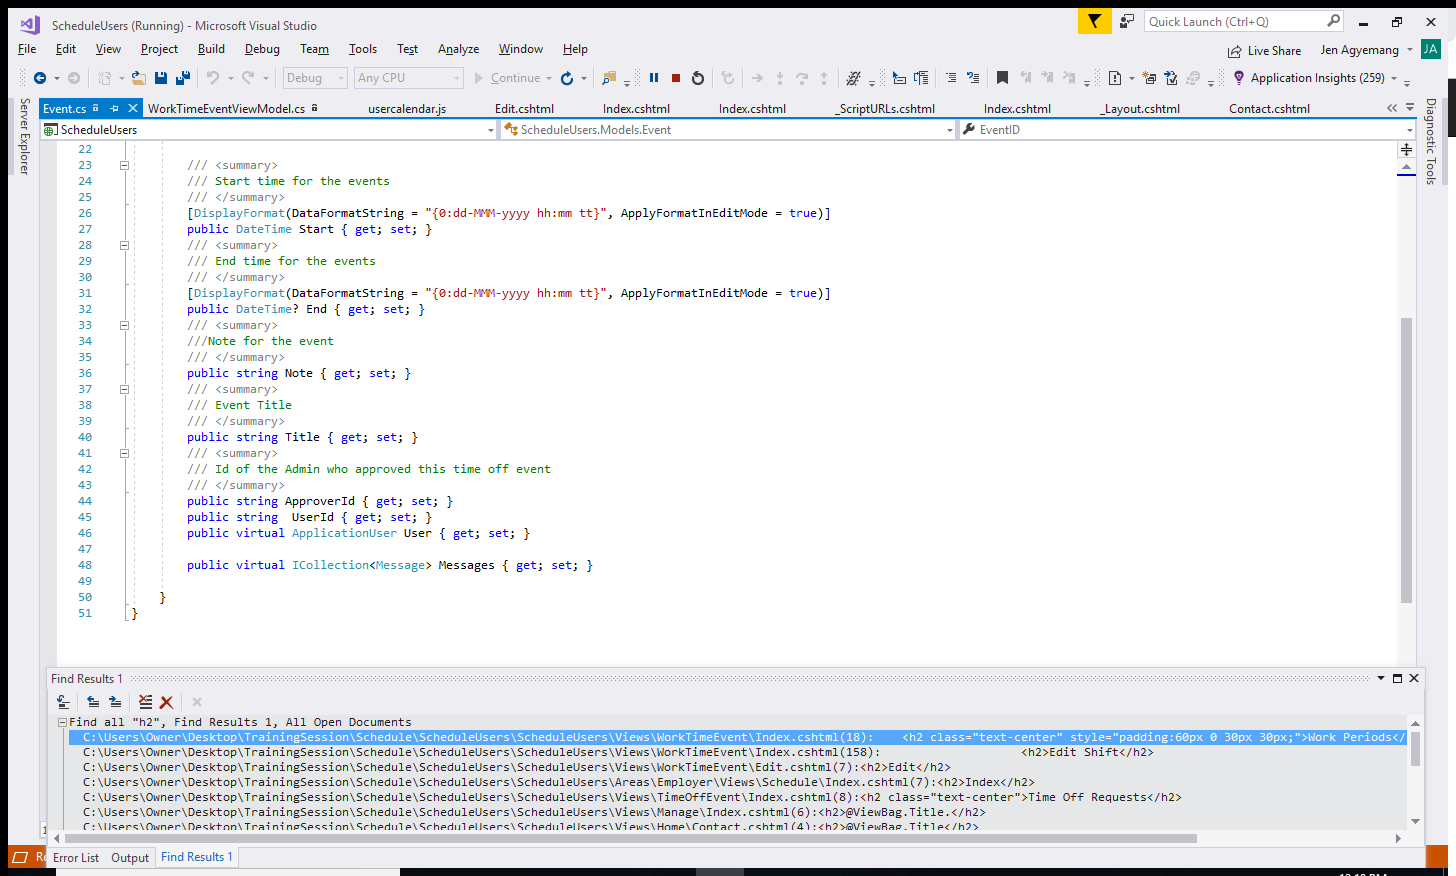 ScheduleUsers (Running) - Microsoft Visual Studio
Quick Launch (Ctrl+Q)
File Edit View Project Build Debug Team Tools Test Analyze Window Help
Live Share Jen Agyemang JA
Debug Any CPU Continue Application Insights (259)
Server Explorer
Diagnostic Tools
Event.cs WorkTimeEventViewModel.cs usercalendar.js Edit.cshtml Index.cshtml Index.cshtml _ScriptURLs.cshtml Index.cshtml _Layout.cshtml Contact.cshtml
ScheduleUsers ScheduleUsers.Models.Event EventID
22
23 /// <summary>
24 /// Start time for the events
25 /// </summary>
26 [DisplayFormat(DataFormatString = "{0:dd-MMM-yyyy hh:mm tt}", ApplyFormatInEditMode = true)]
27 public DateTime Start { get; set; }
28 /// <summary>
29 /// End time for the events
30 /// </summary>
31 [DisplayFormat(DataFormatString = "{0:dd-MMM-yyyy hh:mm tt}", ApplyFormatInEditMode = true)]
32 public DateTime? End { get; set; }
33 /// <summary>
34 ///Note for the event
35 /// </summary>
36 public string Note { get; set; }
37 /// <summary>
38 /// Event Title
39 /// </summary>
40 public string Title { get; set; }
41 /// <summary>
42 /// Id of the Admin who approved this time off event
43 /// </summary>
44 public string ApproverId { get; set; }
45 public string  UserId { get; set; }
46 public virtual ApplicationUser User { get; set; }
47
48 public virtual ICollection<Message> Messages { get; set; }
49
50 }
51 }
Find Results 1
Find all "h2", Find Results 1, All Open Documents
C:\Users\Owner\Desktop\TrainingSession\Schedule\ScheduleUsers\ScheduleUsers\Views\WorkTimeEvent\Index.cshtml(18): <h2 class="text-center" style="padding:60px 0 30px 30px;">Work Periods</
C:\Users\Owner\Desktop\TrainingSession\Schedule\ScheduleUsers\ScheduleUsers\Views\WorkTimeEvent\Index.cshtml(158): <h2>Edit Shift</h2>
C:\Users\Owner\Desktop\TrainingSession\Schedule\ScheduleUsers\ScheduleUsers\Views\WorkTimeEvent\Edit.cshtml(7):<h2>Edit</h2>
C:\Users\Owner\Desktop\TrainingSession\Schedule\ScheduleUsers\ScheduleUsers\Areas\Employer\Views\Schedule\Index.cshtml(7):<h2>Index</h2>
C:\Users\Owner\Desktop\TrainingSession\Schedule\ScheduleUsers\ScheduleUsers\Views\TimeOffEvent\Index.cshtml(8):<h2 class="text-center">Time Off Requests</h2>
C:\Users\Owner\Desktop\TrainingSession\Schedule\ScheduleUsers\ScheduleUsers\Views\Manage\Index.cshtml(6):<h2>@ViewBag.Title.</h2>
C:\Users\Owner\Desktop\TrainingSession\Schedule\ScheduleUsers\ScheduleUsers\Views\Home\Contact.cshtml(4):<h2>@ViewBag.Title</h2>
Re Error List Output Find Results 1